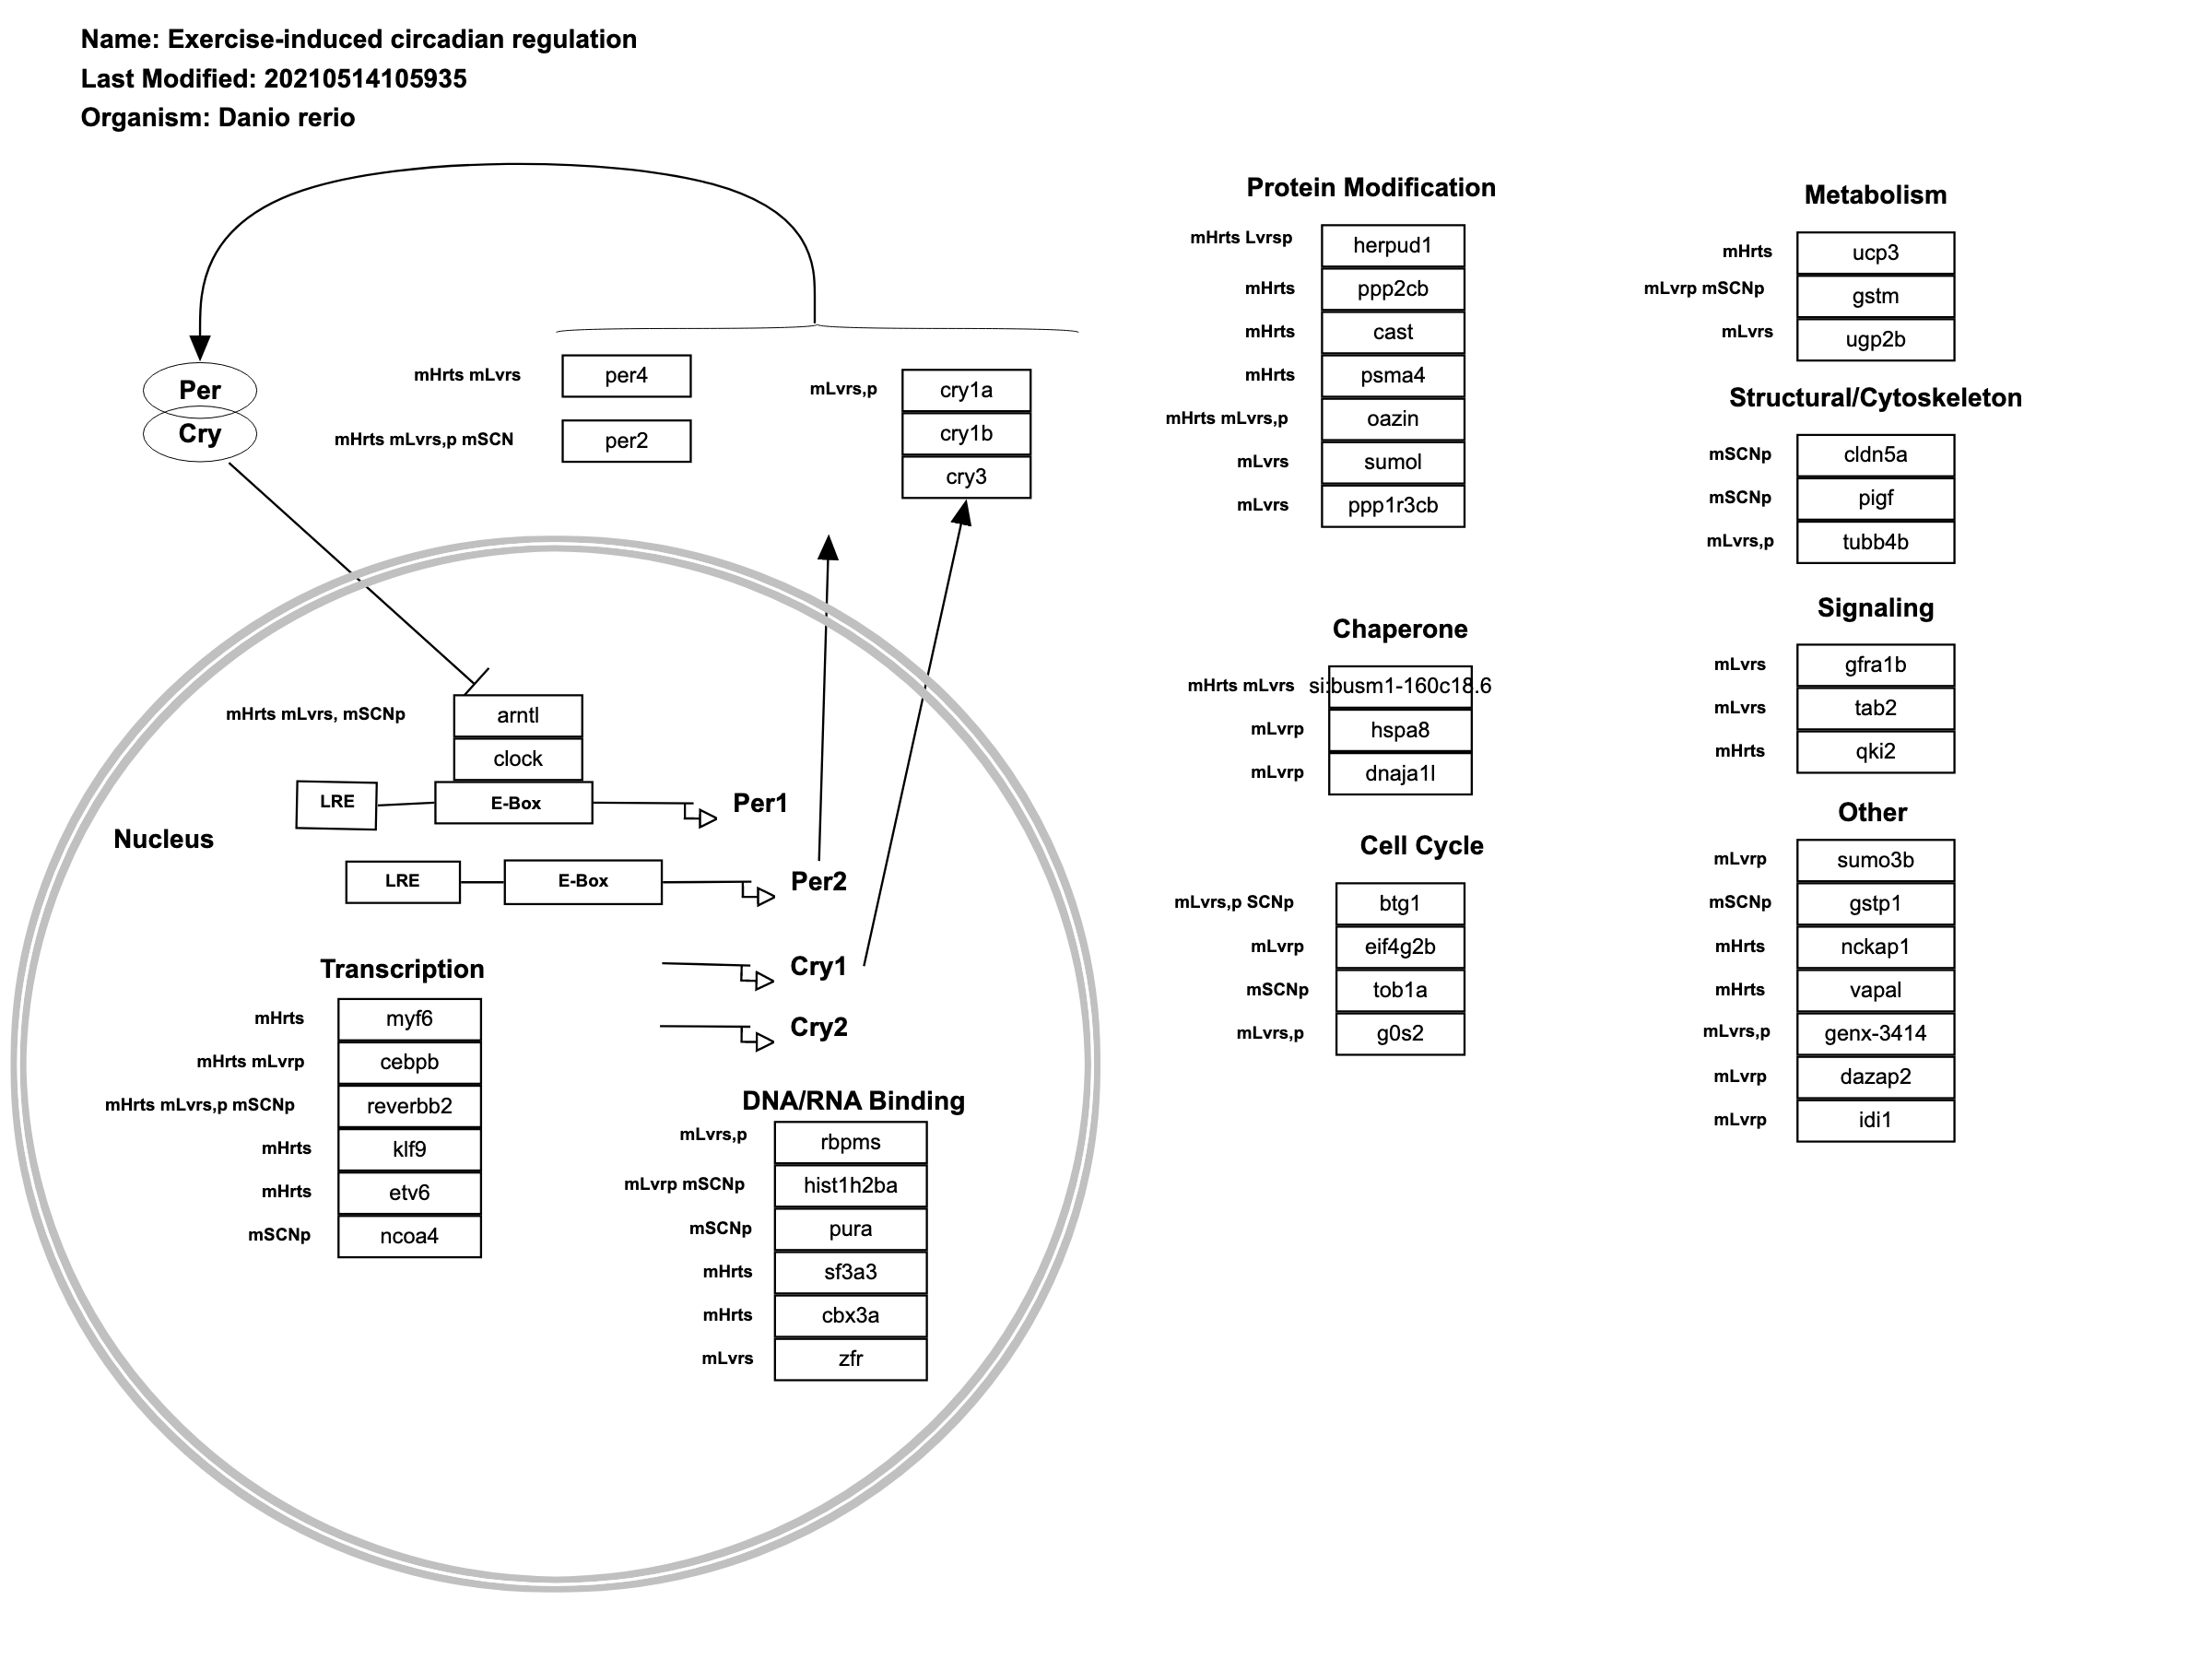 Name: Exercise-induced circadian regulation
Last Modified: 20210514105935
Organism: Danio rerio
Per
Cry
mHrts mLvrs
per4
mHrts mLvrs,p mSCN
per2
mLvrs,p
cry1a
cry1b
cry3
mHrts mLvrs, mSCNp
arntl
clock
LRE
E-Box
Per1
Nucleus
LRE
E-Box
Per2
Cry1
Cry2
Transcription
mHrts
myf6
mHrts mLvrp
cebpb
mHrts mLvrs,p mSCNp
reverbb2
mHrts
klf9
mHrts
etv6
mSCNp
ncoa4
DNA/RNA Binding
mLvrs,p
rbpms
mLvrp mSCNp
hist1h2ba
mSCNp
pura
mHrts
sf3a3
mHrts
cbx3a
mLvrs
zfr
Protein Modification
mHrts Lvrsp
herpud1
mHrts
ppp2cb
mHrts
cast
mHrts
psma4
mHrts mLvrs,p
oazin
mLvrs
sumol
mLvrs
ppp1r3cb
Chaperone
mHrts mLvrs
si:busm1-160c18.6
mLvrp
hspa8
mLvrp
dnaja1l
Cell Cycle
mLvrs,p SCNp
btg1
mLvrp
eif4g2b
mSCNp
tob1a
mLvrs,p
g0s2
Metabolism
mHrts
ucp3
mLvrp mSCNp
gstm
mLvrs
ugp2b
Structural/Cytoskeleton
mSCNp
cldn5a
mSCNp
pigf
mLvrs,p
tubb4b
Signaling
mLvrs
gfra1b
mLvrs
tab2
mHrts
qki2
Other
mLvrp
sumo3b
mSCNp
gstp1
mHrts
nckap1
mHrts
vapal
mLvrs,p
genx-3414
mLvrp
dazap2
mLvrp
idi1